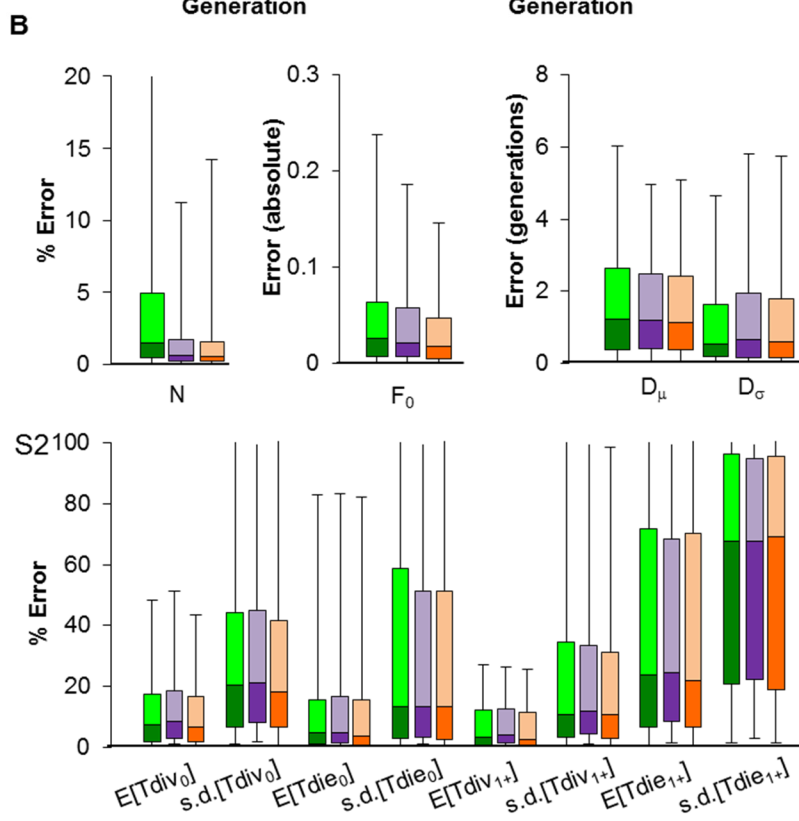 Generation Generation
B
% Error
20
15
10
5
0
N
Error (absolute)
0.3
0.2
0.1
0
F₀
Error (generations)
8
6
4
2
0
Dμ Dσ
S2
% Error
100
80
60
40
20
0
E[Tdiv₀] s.d.[Tdiv₀] E[Tdie₀] s.d.[Tdie₀] E[Tdiv₁₊] s.d.[Tdiv₁₊] E[Tdie₁₊] s.d.[Tdie₁₊]